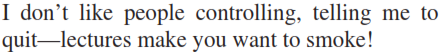 I don’t like people controlling, telling me to
quit—lectures make you want to smoke!